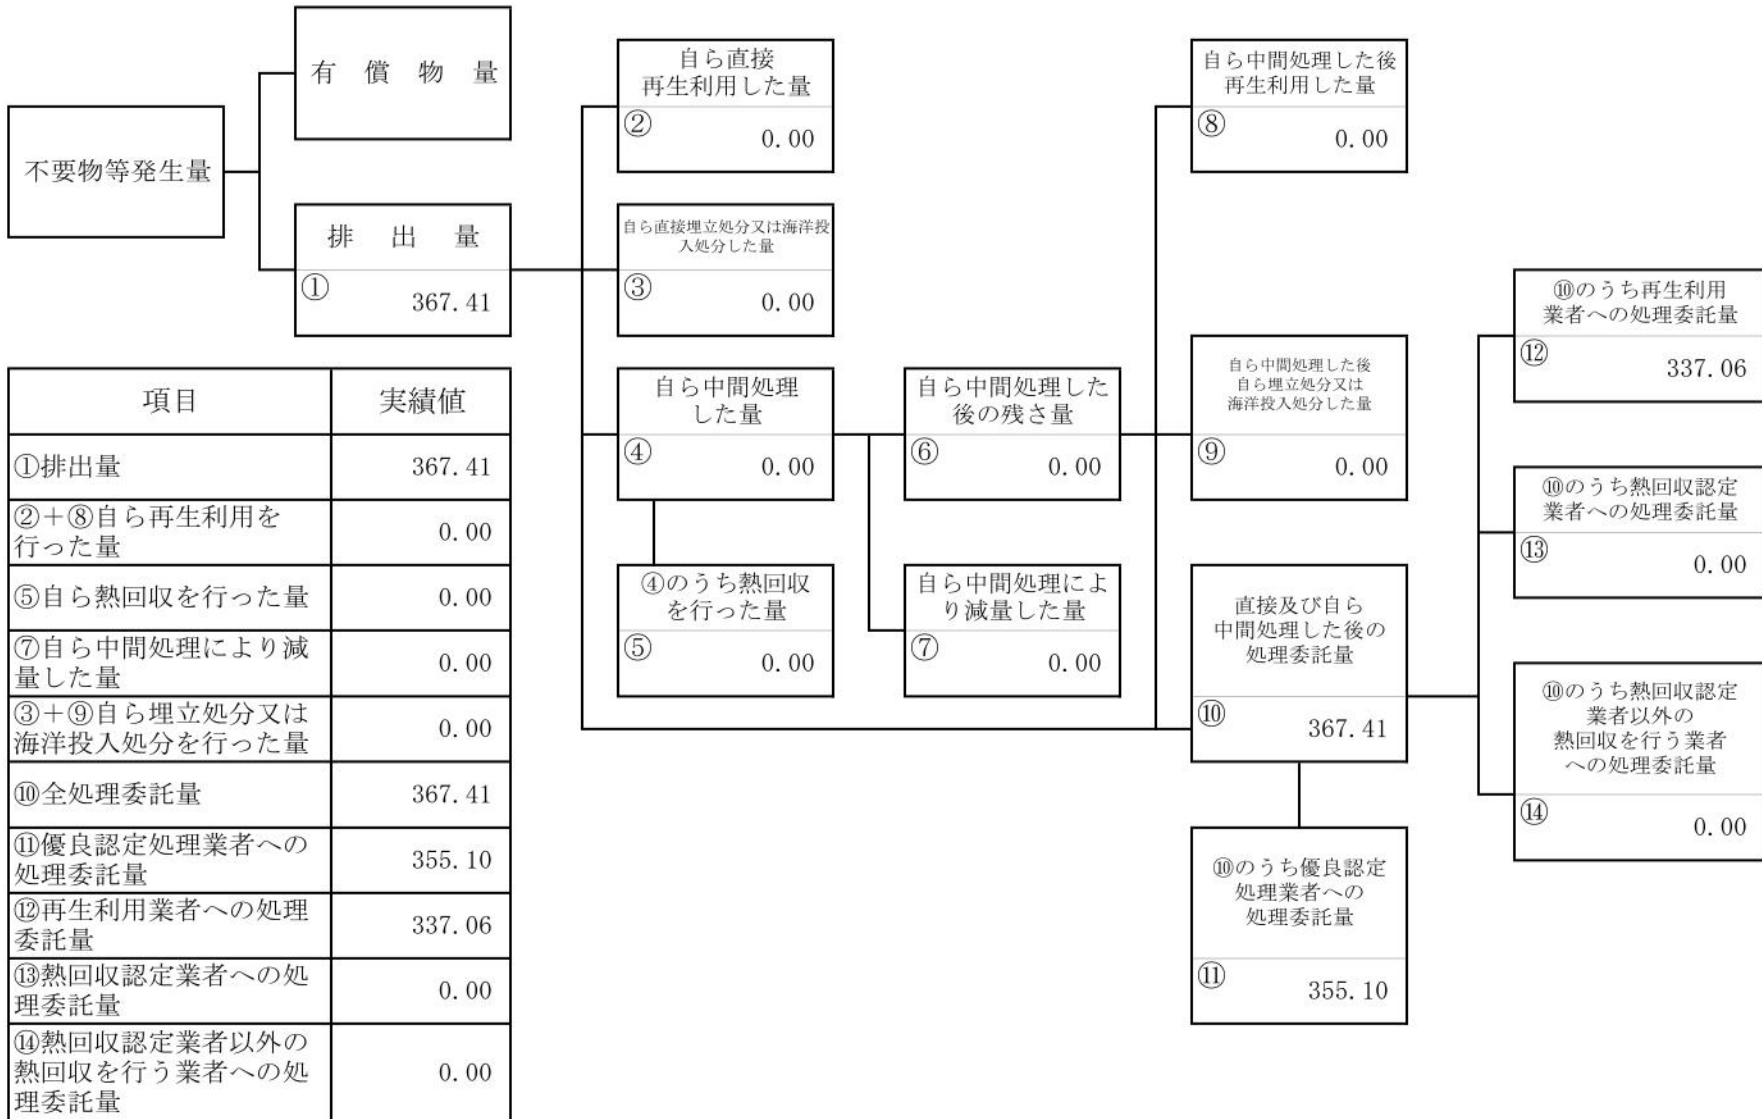 不要物等発生量
有 償 物 量
排 出 量
① 367.41
自ら直接
再生利用した量
② 0.00
自ら直接埋立処分又は海洋投
入処分した量
③ 0.00
自ら中間処理
した量
④ 0.00
④のうち熱回収
を行った量
⑤ 0.00
自ら中間処理した
後の残さ量
⑥ 0.00
自ら中間処理によ
り減量した量
⑦ 0.00
自ら中間処理した後
再生利用した量
⑧ 0.00
自ら中間処理した後
自ら埋立処分又は
海洋投入処分した量
⑨ 0.00
直接及び自ら
中間処理した後の
処理委託量
⑩ 367.41
⑩のうち優良認定
処理業者への
処理委託量
⑪ 355.10
⑩のうち再生利用
業者への処理委託量
⑫ 337.06
⑩のうち熱回収認定
業者への処理委託量
⑬ 0.00
⑩のうち熱回収認定
業者以外の
熱回収を行う業者
への処理委託量
⑭ 0.00
項目 実績値
①排出量 367.41
②+⑧自ら再生利用を
行った量 0.00
⑤自ら熱回収を行った量 0.00
⑦自ら中間処理により減
量した量 0.00
③+⑨自ら埋立処分又は
海洋投入処分を行った量 0.00
⑩全処理委託量 367.41
⑪優良認定処理業者への
処理委託量 355.10
⑫再生利用業者への処理
委託量 337.06
⑬熱回収認定業者への処
理委託量 0.00
⑭熱回収認定業者以外の
熱回収を行う業者への処
理委託量 0.00